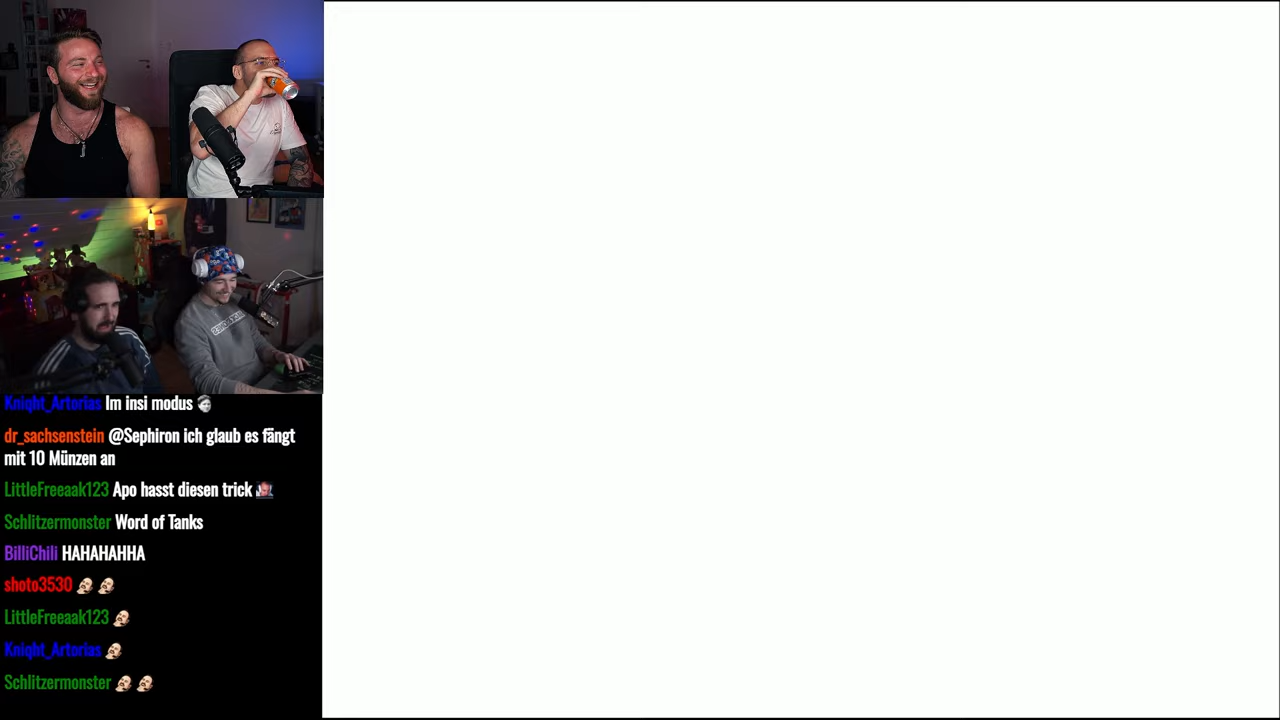 Knight_Artorias Im insi modus
dr_sachsenstein @Sephiron ich glaub es fängt
mit 10 Münzen an
LittleFreeaak123 Apo hasst diesen trick
Schlitzermonster Word of Tanks
BilliChili HAHAHAHHA
shoto3530
LittleFreeaak123
Knight_Artorias
Schlitzermonster